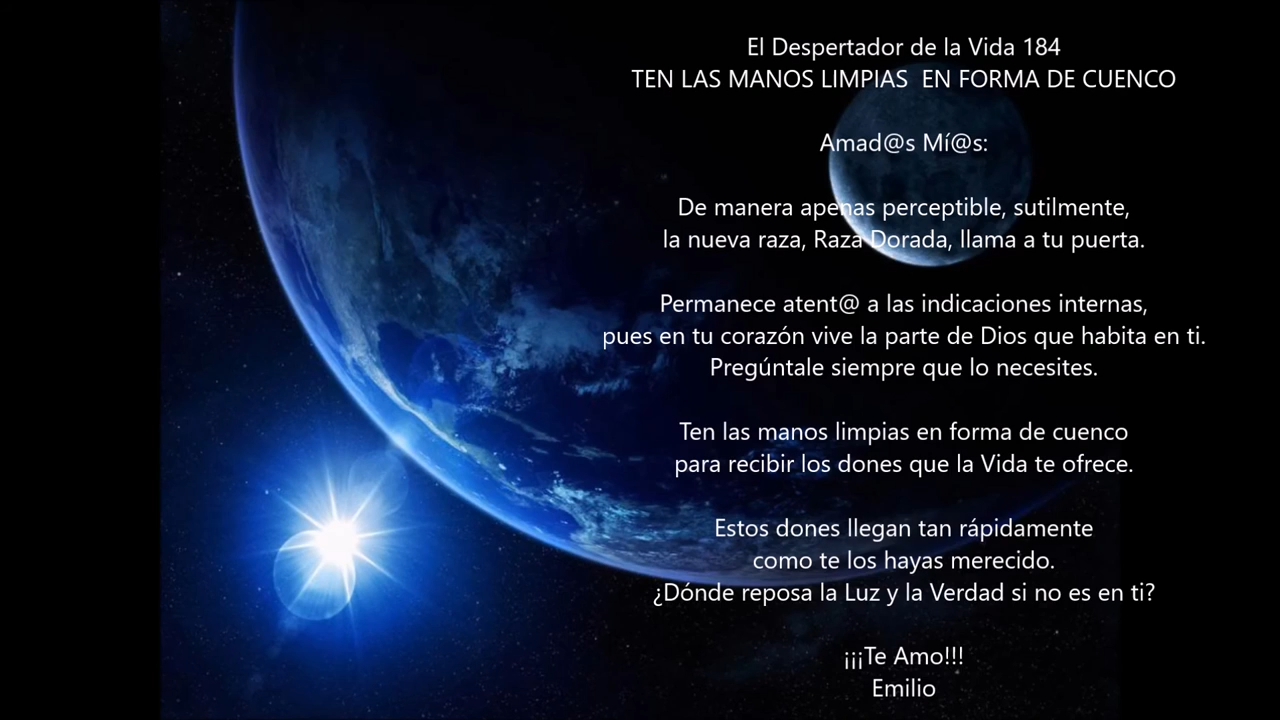 El Despertador de la Vida 184
TEN LAS MANOS LIMPIAS  EN FORMA DE CUENCO
Amad@s Mí@s:
De manera apenas perceptible, sutilmente,
la nueva raza, Raza Dorada, llama a tu puerta.
Permanece atent@ a las indicaciones internas,
pues en tu corazón vive la parte de Dios que habita en ti.
Pregúntale siempre que lo necesites.
Ten las manos limpias en forma de cuenco
para recibir los dones que la Vida te ofrece.
Estos dones llegan tan rápidamente
como te los hayas merecido.
¿Dónde reposa la Luz y la Verdad si no es en ti?
¡¡¡Te Amo!!!
Emilio